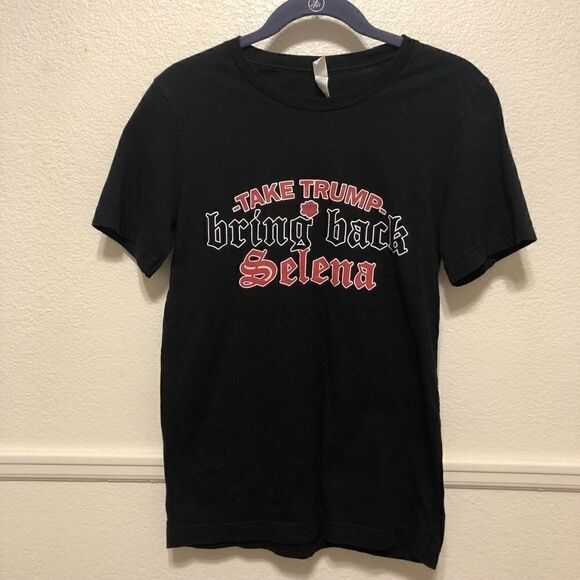 -TAKE TRUMP-
bring back
Selena